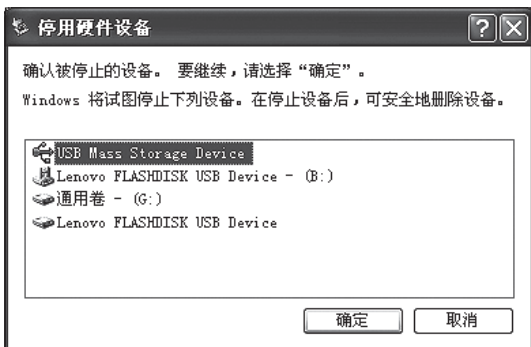 停用硬件设备
确认被停止的设备。 要继续，请选择“确定”。
Windows 将试图停止下列设备。在停止设备后，可安全地删除设备。
USB Mass Storage Device
Lenovo FLASHDISK USB Device - (B:)
通用卷 - (G:)
Lenovo FLASHDISK USB Device
确定 取消